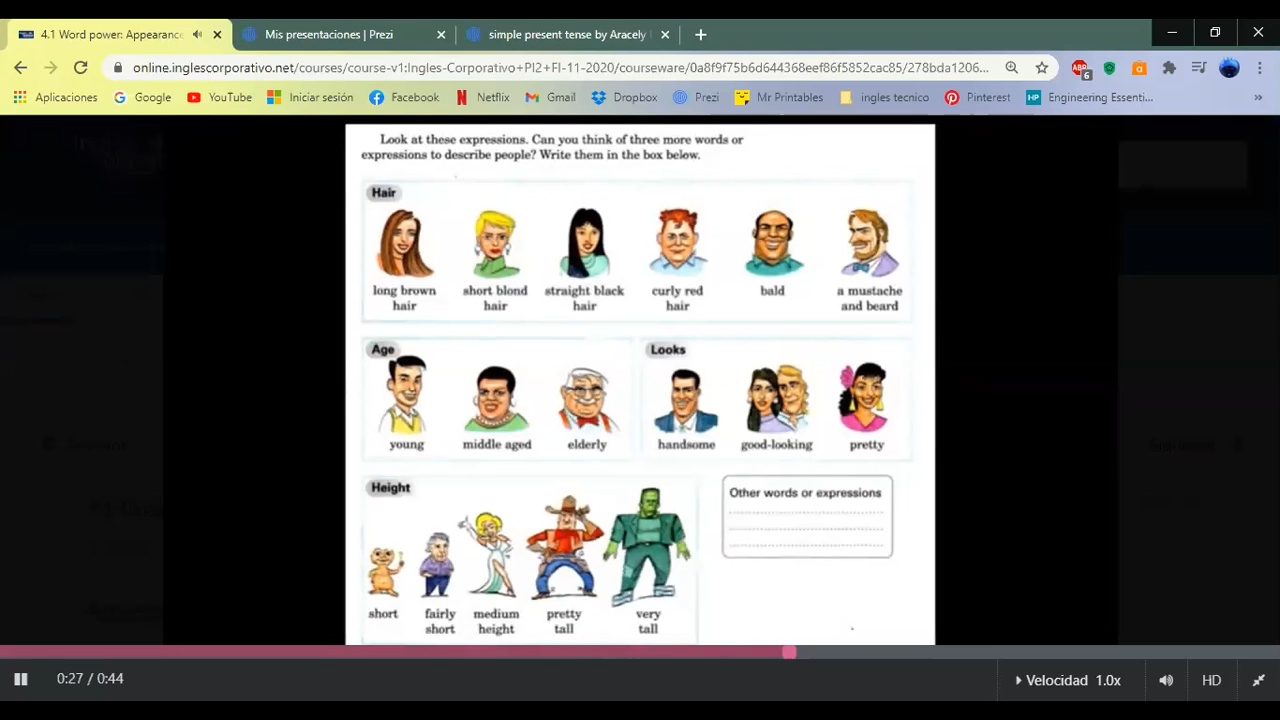 4.1 Word power: Appearanc
Mis presentaciones | Prezi
simple present tense by Aracely
online.inglescorporativo.net/courses/course-v1:Ingles-Corporativo+PI2+FI-11-2020/courseware/0a8f9f75b6d644368eef86f5852cac85/278bda1206...
ABP
6
Aplicaciones
Google
YouTube
Iniciar sesión
Facebook
Netflix
Gmail
Dropbox
Prezi
Mr Printables
ingles tecnico
Pinterest
HP
Engineering Essenti...
Look at these expressions. Can you think of three more words or
expressions to describe people? Write them in the box below.
Hair
long brown
hair
short blond
hair
straight black
hair
curly red
hair
bald
a mustache
and beard
Age
young
middle aged
elderly
Looks
handsome
good-looking
pretty
Height
short
fairly
short
medium
height
pretty
tall
very
tall
Other words or expressions
0:27 / 0:44
Velocidad 1.0x
HD